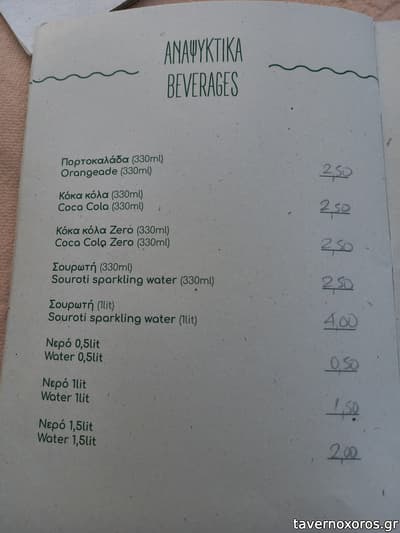 ΑΝΑΨΥΚΤΙΚΑ
BEVERAGES
Πορτοκαλάδα (330ml)
Orangeade (330ml) 2,50
Κόκα κόλα (330ml)
Coca Cola (330ml) 2,50
Κόκα κόλα Zero (330ml)
Coca Cola Zero (330ml) 2,50
Σουρωτή (330ml)
Souroti sparkling water (330ml) 2,50
Σουρωτή (1lit)
Souroti sparkling water (1lit) 4,00
Νερό 0,5lit
Water 0,5lit 0,50
Νερό 1lit
Water 1lit 1,50
Νερό 1,5lit
Water 1,5lit 2,00
tavernoxoros.gr